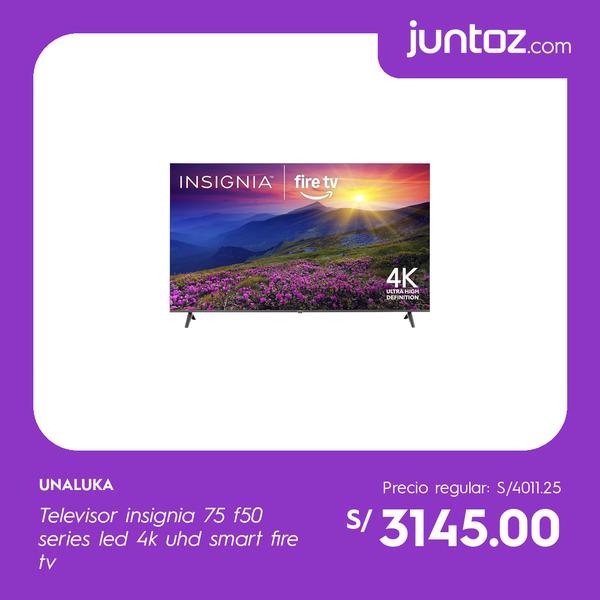 juntoz.com
INSIGNIA™ fire tv
4K
ULTRA HIGH
DEFINITION
UNALUKA
Televisor insignia 75 f50
series led 4k uhd smart fire
tv
Precio regular: S/4011.25
S/ 3145.00